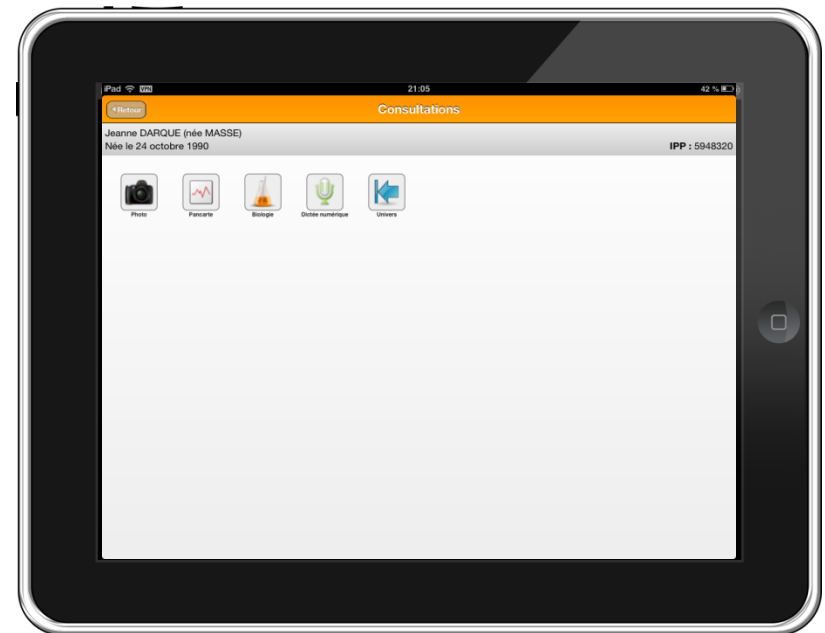 iPad VPN 21:05 42 %
Retour Consultations
Jeanne DARQUE (née MASSE)
Née le 24 octobre 1990 IPP : 5948320
Photo Pancarte Biologie Dictée numérique Univers